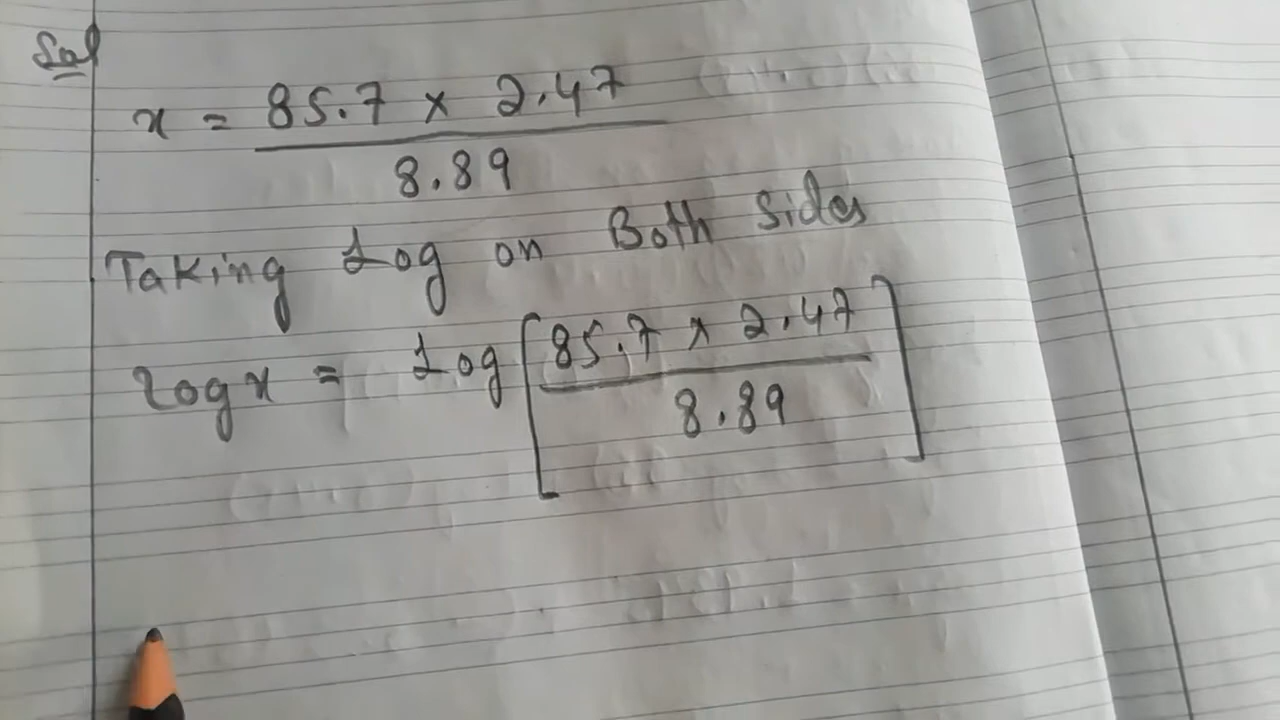 Sol
x = 85.7 × 2.47
8.89
Taking Log on Both Sides
Log x = Log [ 85.7 × 2.47
8.89 ]